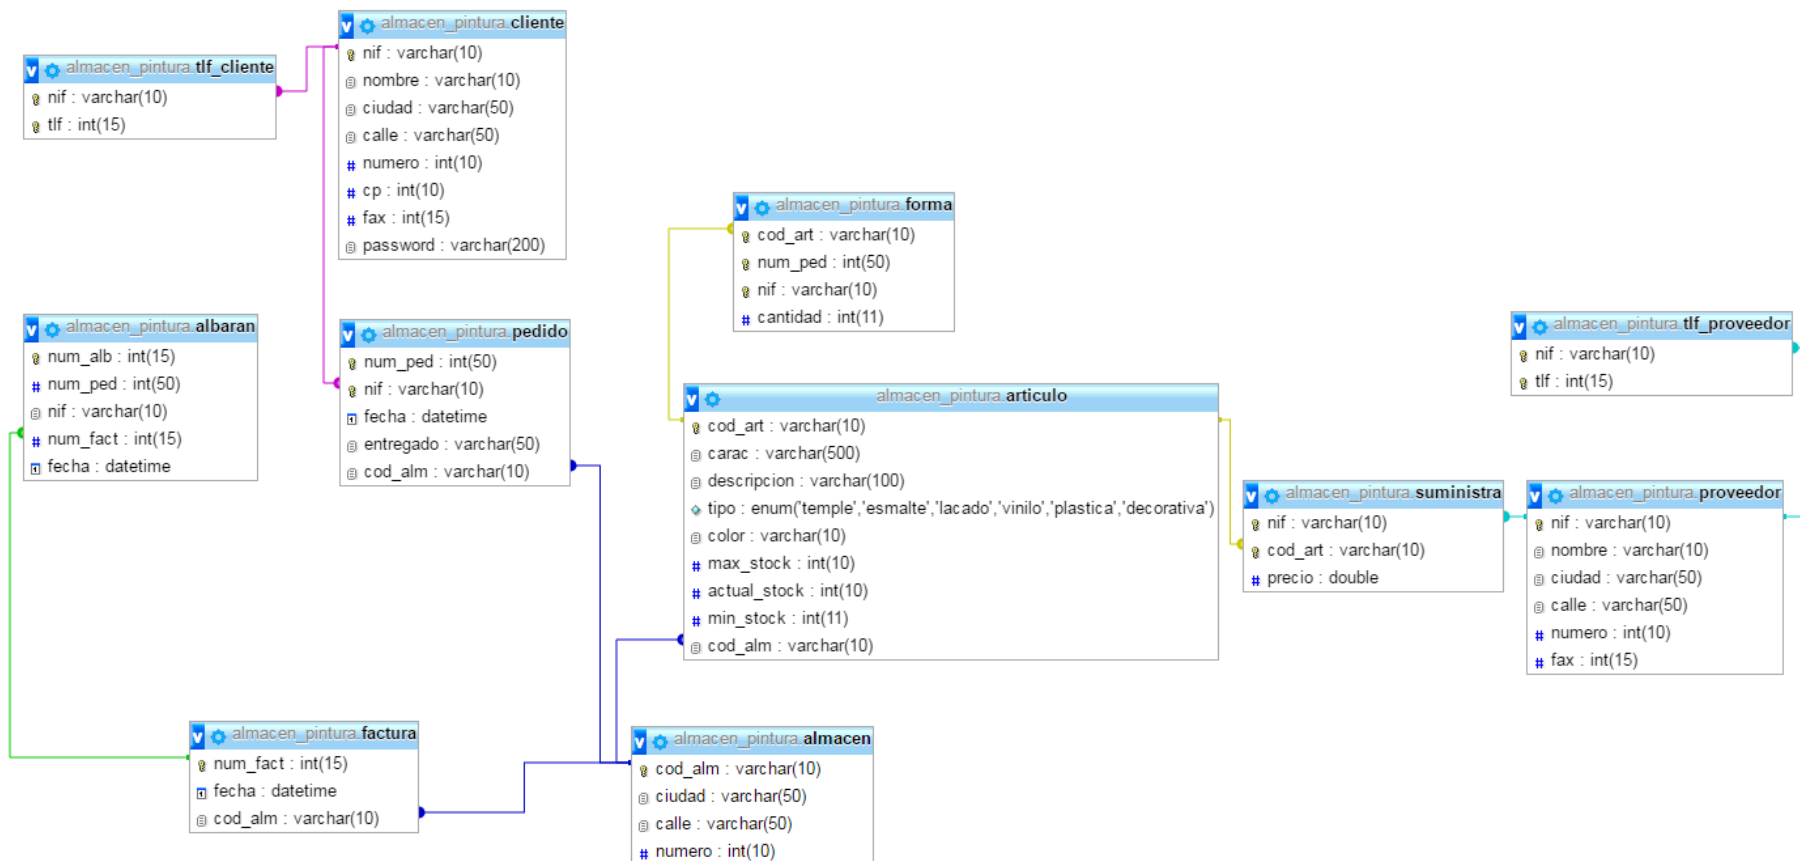 almacen_pintura.cliente
nif : varchar(10)
nombre : varchar(10)
ciudad : varchar(50)
calle : varchar(50)
# numero : int(10)
# cp : int(10)
# fax : int(15)
password : varchar(200)
almacen_pintura.tlf_cliente
nif : varchar(10)
tlf : int(15)
almacen_pintura.forma
cod_art : varchar(10)
num_ped : int(50)
nif : varchar(10)
# cantidad : int(11)
almacen_pintura.albaran
num_alb : int(15)
# num_ped : int(50)
nif : varchar(10)
# num_fact : int(15)
fecha : datetime
almacen_pintura.pedido
num_ped : int(50)
nif : varchar(10)
fecha : datetime
entregado : varchar(50)
cod_alm : varchar(10)
almacen_pintura.tlf_proveedor
nif : varchar(10)
tlf : int(15)
almacen_pintura.articulo
cod_art : varchar(10)
carac : varchar(500)
descripcion : varchar(100)
tipo : enum('temple','esmalte','lacado','vinilo','plastica','decorativa')
color : varchar(10)
# max_stock : int(10)
# actual_stock : int(10)
# min_stock : int(11)
cod_alm : varchar(10)
almacen_pintura.suministra
nif : varchar(10)
cod_art : varchar(10)
# precio : double
almacen_pintura.proveedor
nif : varchar(10)
nombre : varchar(10)
ciudad : varchar(50)
calle : varchar(50)
# numero : int(10)
# fax : int(15)
almacen_pintura.factura
num_fact : int(15)
fecha : datetime
cod_alm : varchar(10)
almacen_pintura.almacen
cod_alm : varchar(10)
ciudad : varchar(50)
calle : varchar(50)
# numero : int(10)